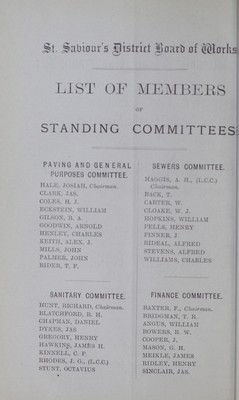 St. Saviour's District Board of Works
LIST OF MEMBERS
OF
STANDING COMMITTEES
PAVING AND GENERAL
PURPOSES COMMITTEE.
HALE, JOSIAH, Chairman.
CLARK, JAS.
COLES, H. J.
ECKSTEIN, WILLIAM
GILSON, R. A.
GOODWIN, ARNOLD
HENLEY, CHARLES
KEITH, ALEX. J.
MILLS, JOHN
PALMER, JOHN
RIDER, T. F.
SEWERS COMMITTEE.
HAGGIS, A. H., (L.C.C.)
Chairman.
BACK, T.
CARTER, W.
CLOAKE, W. J.
HOPKINS, WILLIAM
PELLS, HENRY
PINNER, J.
RIDEAL, ALFRED
STEVENS, ALFRED
WILLIAMS, CHARLES
SANITARY COMMITTEE.
HUNT, RICHARD, Chairman.
BLATCHFORD, R. M.
CHAPMAN, DANIEL
DYKES, JAS
GREGORY, HENRY
HAWKINS, JAMES H.
KINNELL, C. P.
RHODES, J. G., (L.C.C.)
STUNT, OCTAVIUS
FINANCE COMMITTEE.
BAXTER, F., Chairman.
BRIDGMAN, T. B.
ANGUS, WILLIAM
BOWERS, R. W.
COOPER, J.
MASON, G. H.
MEIKLE, JAMES
RIDLEY, HENRY
SINCLAIR, JAS.